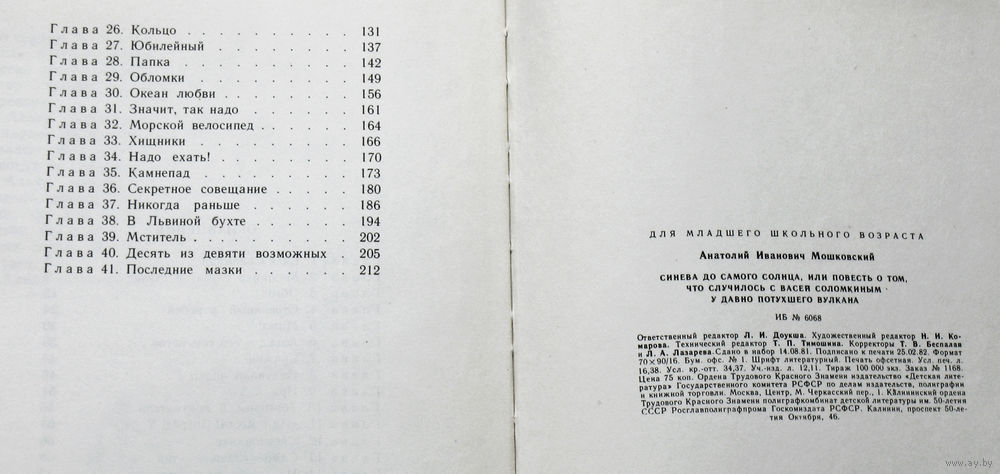 Глава 26. Кольцо . . . . . . . . . . . 131
Глава 27. Юбилейный . . . . . . . . . 137
Глава 28. Папка . . . . . . . . . . . 142
Глава 29. Обломки . . . . . . . . . . 149
Глава 30. Океан любви . . . . . . . . 156
Глава 31. Значит, так надо . . . . . . 161
Глава 32. Морской велосипед . . . . . 164
Глава 33. Хищники . . . . . . . . . . 166
Глава 34. Надо ехать! . . . . . . . . 170
Глава 35. Камнепад . . . . . . . . . . 173
Глава 36. Секретное совещание . . . . 180
Глава 37. Никогда раньше . . . . . . . 186
Глава 38. В Львиной бухте . . . . . . 194
Глава 39. Мститель . . . . . . . . . . 202
Глава 40. Десять из девяти возможных . 205
Глава 41. Последние мазки . . . . . . 212
ДЛЯ МЛАДШЕГО ШКОЛЬНОГО ВОЗРАСТА
Анатолий Иванович Мошковский
СИНЕВА ДО САМОГО СОЛНЦА, ИЛИ ПОВЕСТЬ О ТОМ,
ЧТО СЛУЧИЛОСЬ С ВАСЕЙ СОЛОМКИНЫМ
У ДАВНО ПОТУХШЕГО ВУЛКАНА
ИБ № 6068
Ответственный редактор Л. И. Доукша. Художественный редактор Н. И. Ко-
марова. Технический редактор Т. П. Тимошина. Корректоры Т. В. Беспалая
и Л. А. Лазарева. Сдано в набор 14.08.81. Подписано к печати 25.02.82. Формат
70×90/16. Бум. офс. № 1. Шрифт литературный. Печать офсетная. Усл. печ. л.
16,38. Усл. кр.-отт. 34,37. Уч.-изд. л. 12,11. Тираж 100 000 экз. Заказ № 1168.
Цена 75 коп. Ордена Трудового Красного Знамени издательство «Детская лите-
ратура» Государственного комитета РСФСР по делам издательств, полиграфии
и книжной торговли. Москва, Центр, М. Черкасский пер., 1. Калининский ордена
Трудового Красного Знамени полиграфкомбинат детской литературы им. 50-летия
СССР Росглавполиграфпрома Госкомиздата РСФСР. Калинин, проспект 50-ле-
тия Октября, 46.
www.ay.by